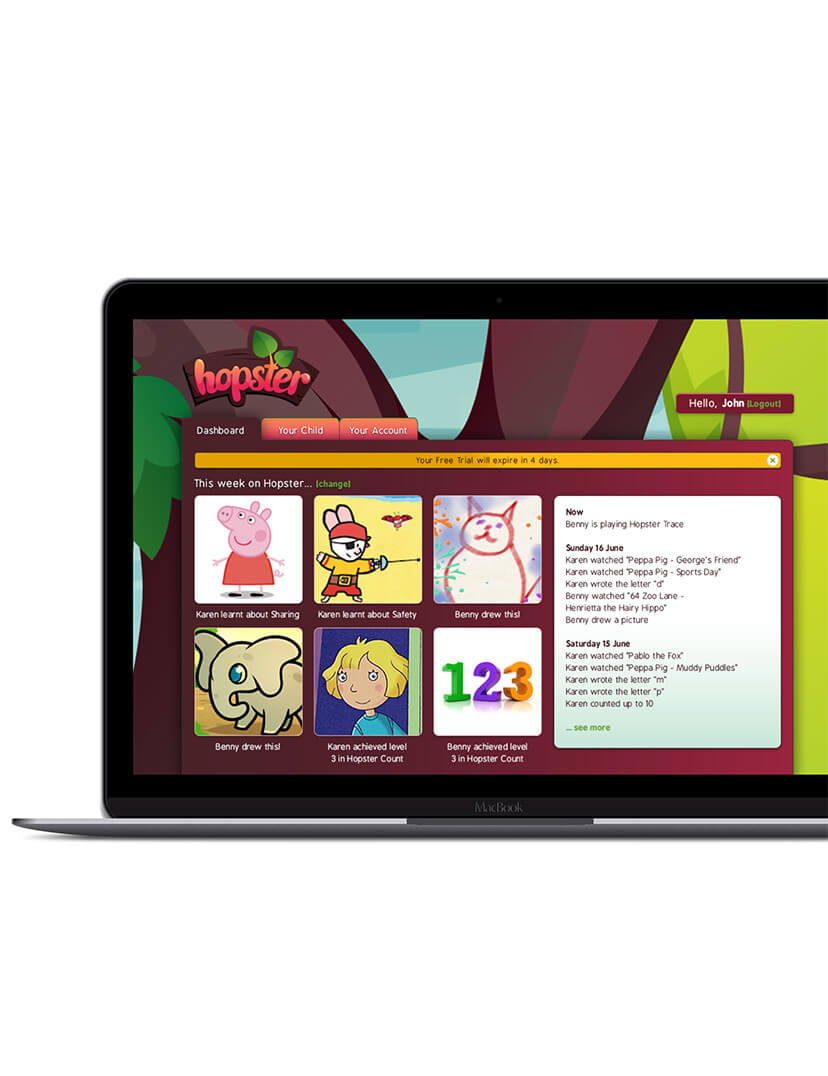 hopster
Hello, John [Logout]
Dashboard
Your Child
Your Account
Your Free Trial will expire in 4 days.
This week on Hopster... [change]
Karen learnt about Sharing
Karen learnt about Safety
Benny drew this!
Benny drew this!
Karen achieved level
3 in Hopster Count
123
Benny achieved level
3 in Hopster Count
Now
Benny is playing Hopster Trace
Sunday 16 June
Karen watched "Peppa Pig - George's Friend"
Karen watched "Peppa Pig - Sports Day"
Karen wrote the letter "d"
Benny watched "64 Zoo Lane -
Henrietta the Hairy Hippo"
Benny drew a picture
Saturday 15 June
Karen watched "Pablo the Fox"
Karen watched "Peppa Pig - Muddy Puddles"
Karen wrote the letter "m"
Karen wrote the letter "p"
Karen counted up to 10
... see more
MacBook